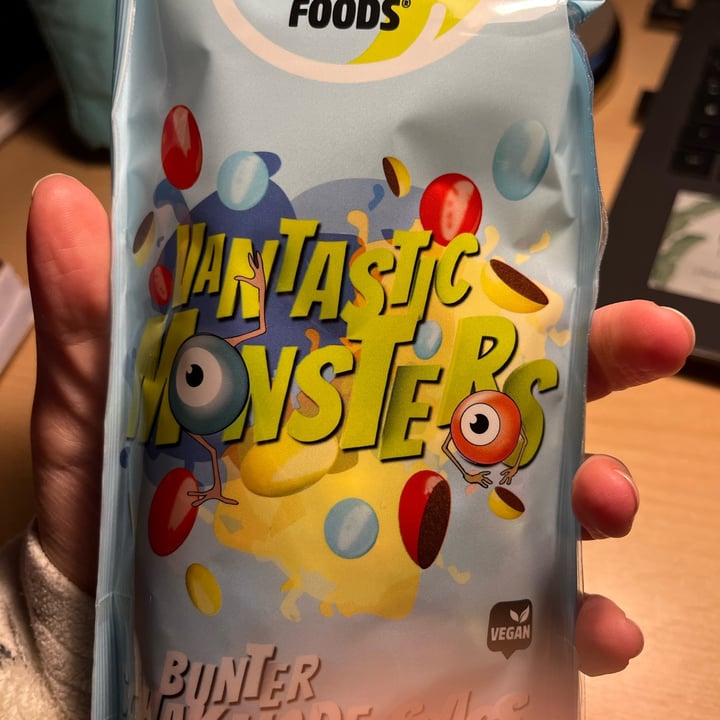 FOODS®
VANTASTIC
MONSTERS
VEGAN
BUNTER